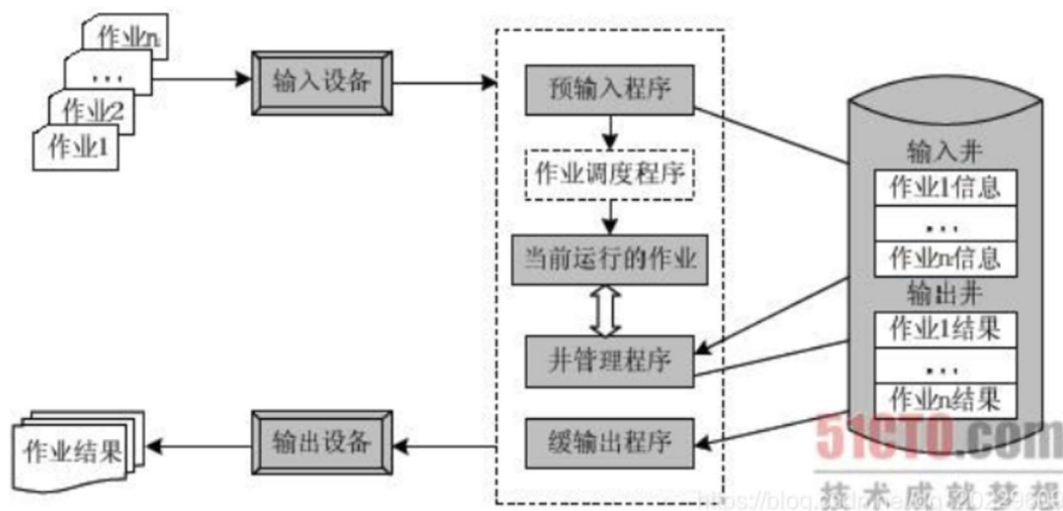 作业n
...
作业2
作业1
输入设备
预输入程序
作业调度程序
当前运行的作业
井管理程序
缓输出程序
输入井
作业1信息
...
作业n信息
输出井
作业1结果
...
作业n结果
输出设备
作业结果
51CTO.com
技术成就梦想